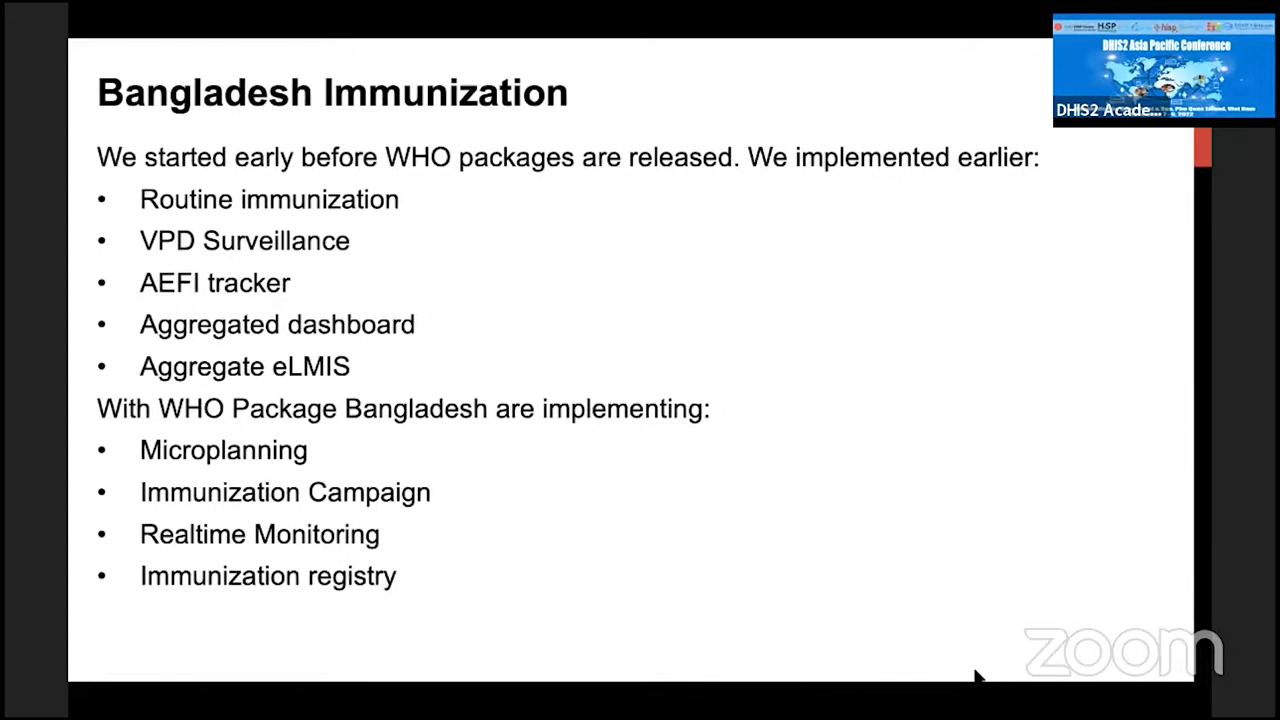 Bangladesh Immunization
We started early before WHO packages are released. We implemented earlier:
• Routine immunization
• VPD Surveillance
• AEFI tracker
• Aggregated dashboard
• Aggregate eLMIS
With WHO Package Bangladesh are implementing:
• Microplanning
• Immunization Campaign
• Realtime Monitoring
• Immunization registry
HISP
hisp
DHIS2 Asia Pacific Conference
DHIS2 Acade...
zoom